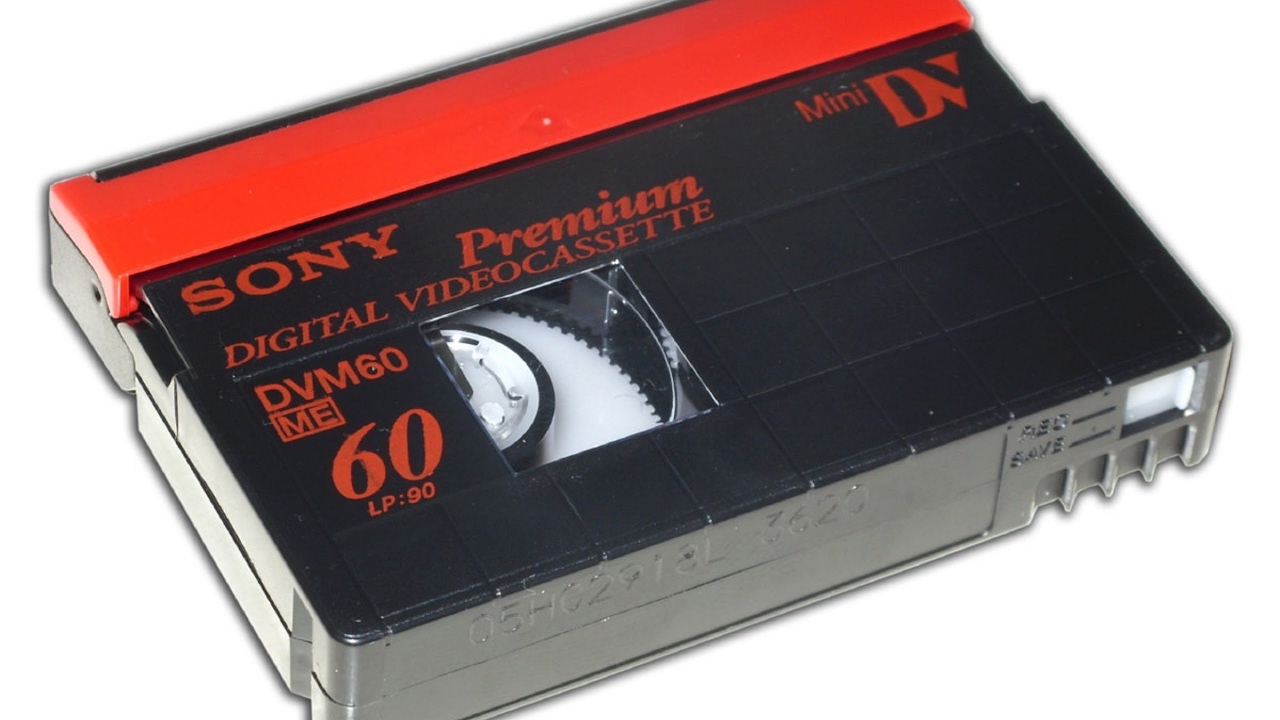 Mini DV
SONY Premium
DIGITAL VIDEOCASSETTE
DVM60
ME
60
LP:90
REC
SAVE
05HC2918L 3620